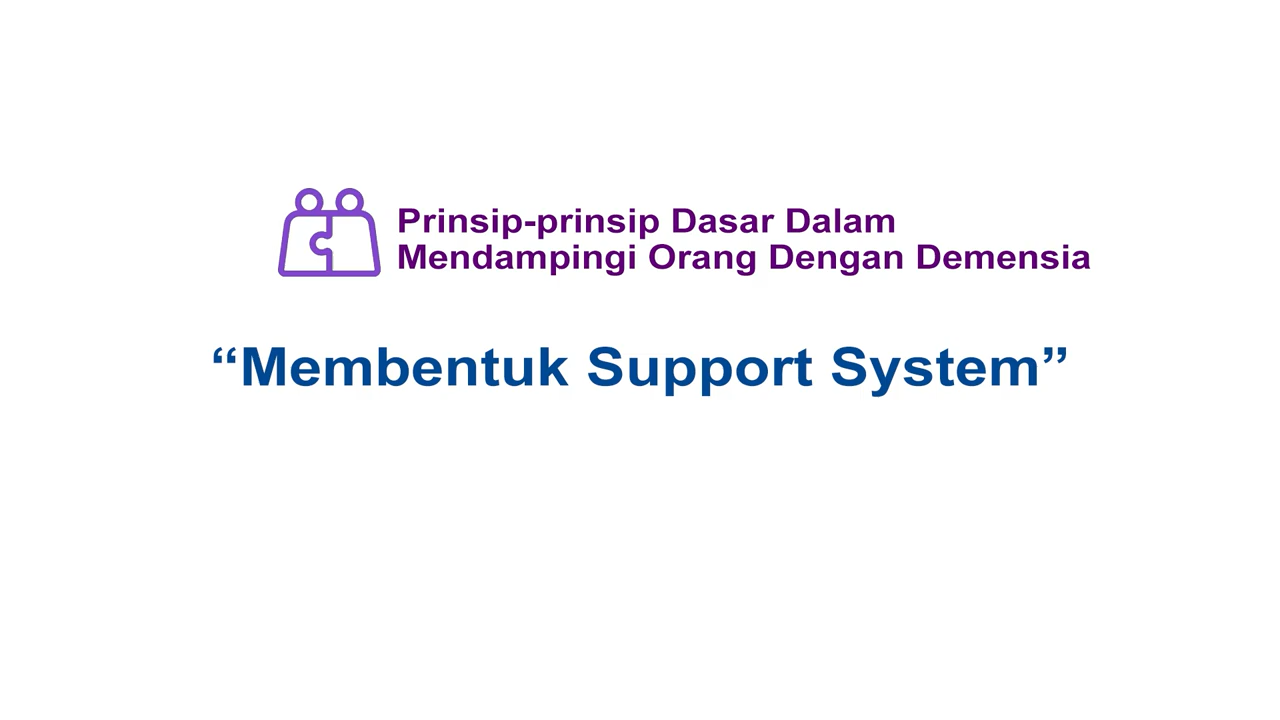 Prinsip-prinsip Dasar Dalam
Mendampingi Orang Dengan Demensia
“Membentuk Support System”